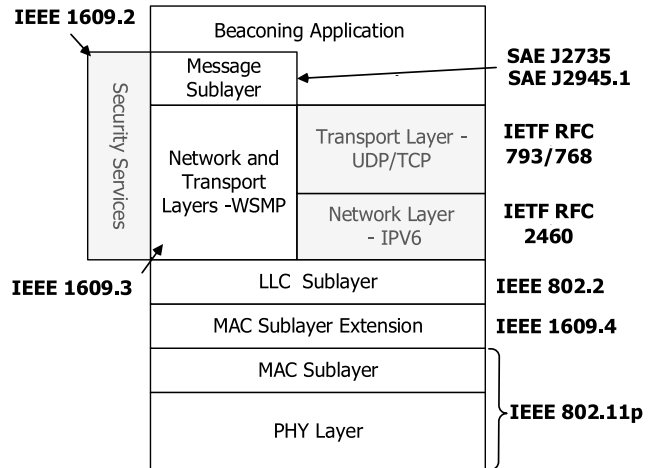 IEEE 1609.2
Beaconing Application
Message
Sublayer
SAE J2735
SAE J2945.1
Security Services
Network and
Transport
Layers -WSMP
Transport Layer -
UDP/TCP
IETF RFC
793/768
Network Layer
- IPV6
IETF RFC
2460
IEEE 1609.3
LLC Sublayer
IEEE 802.2
MAC Sublayer Extension
IEEE 1609.4
MAC Sublayer
PHY Layer
IEEE 802.11p